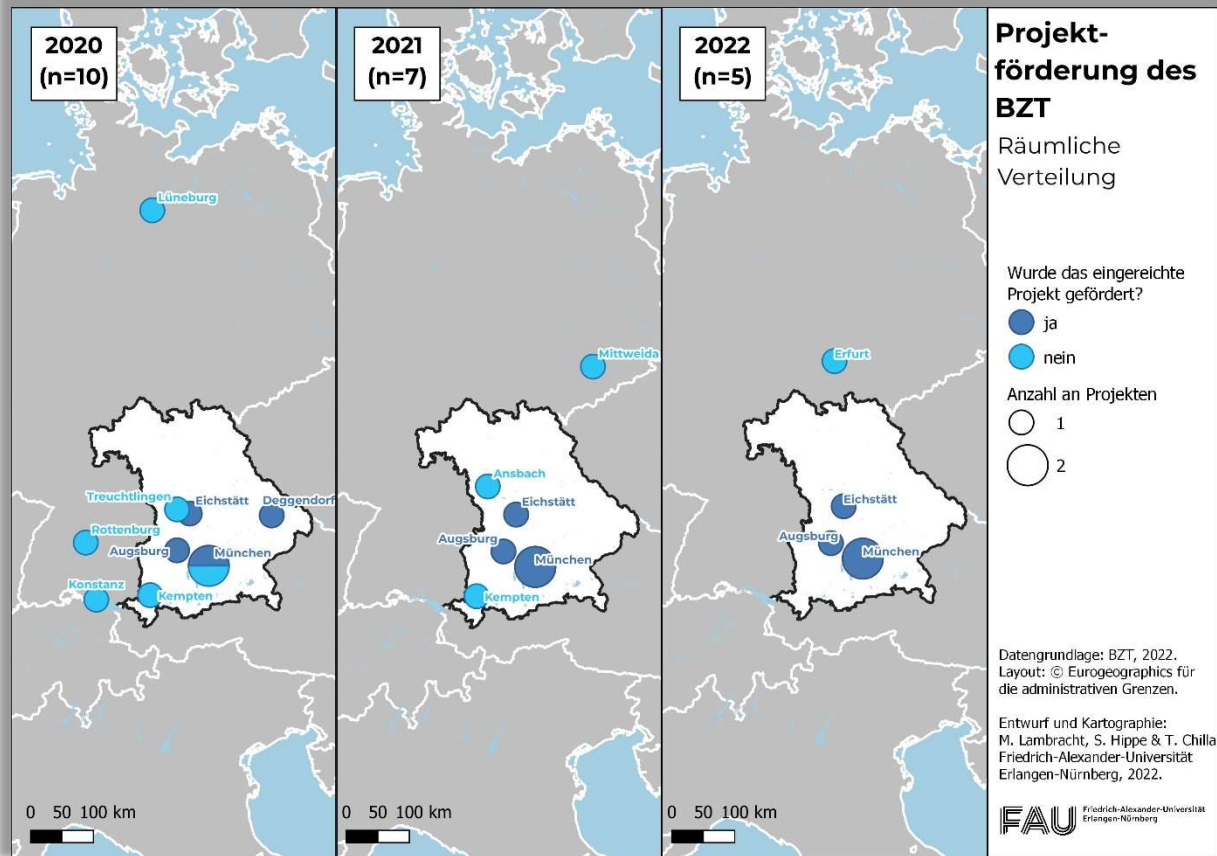 2020
(n=10)
Lüneburg
Treuchtlingen
Eichstätt
Deggendorf
Rottenburg
Augsburg
München
Konstanz
Kempten
0 50 100 km
2021
(n=7)
Mittweida
Ansbach
Eichstätt
Augsburg
München
Kempten
0 50 100 km
2022
(n=5)
Erfurt
Eichstätt
Augsburg
München
0 50 100 km
Projekt-
förderung des
BZT
Räumliche
Verteilung
Wurde das eingereichte
Projekt gefördert?
ja
nein
Anzahl an Projekten
1
2
Datengrundlage: BZT, 2022.
Layout: © Eurogeographics für
die administrativen Grenzen.
Entwurf und Kartographie:
M. Lambracht, S. Hippe & T. Chilla
Friedrich-Alexander-Universität
Erlangen-Nürnberg, 2022.
FAU Friedrich-Alexander-Universität
Erlangen-Nürnberg